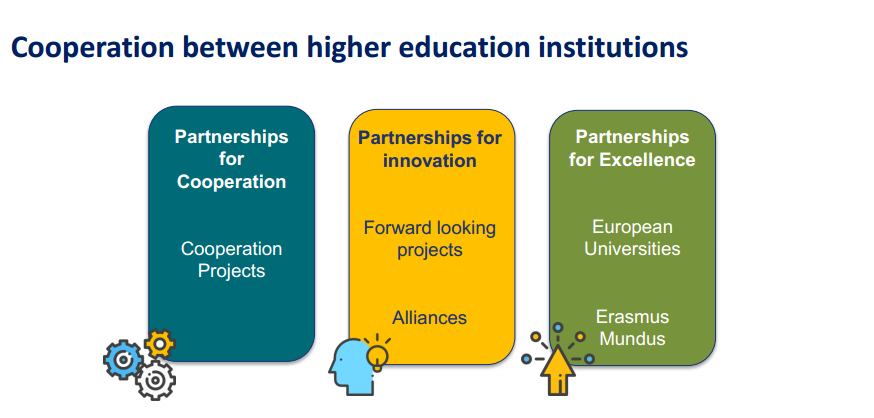 Cooperation between higher education institutions
Partnerships
for
Cooperation
Cooperation
Projects
Partnerships for
innovation
Forward looking
projects
Alliances
Partnerships
for Excellence
European
Universities
Erasmus
Mundus